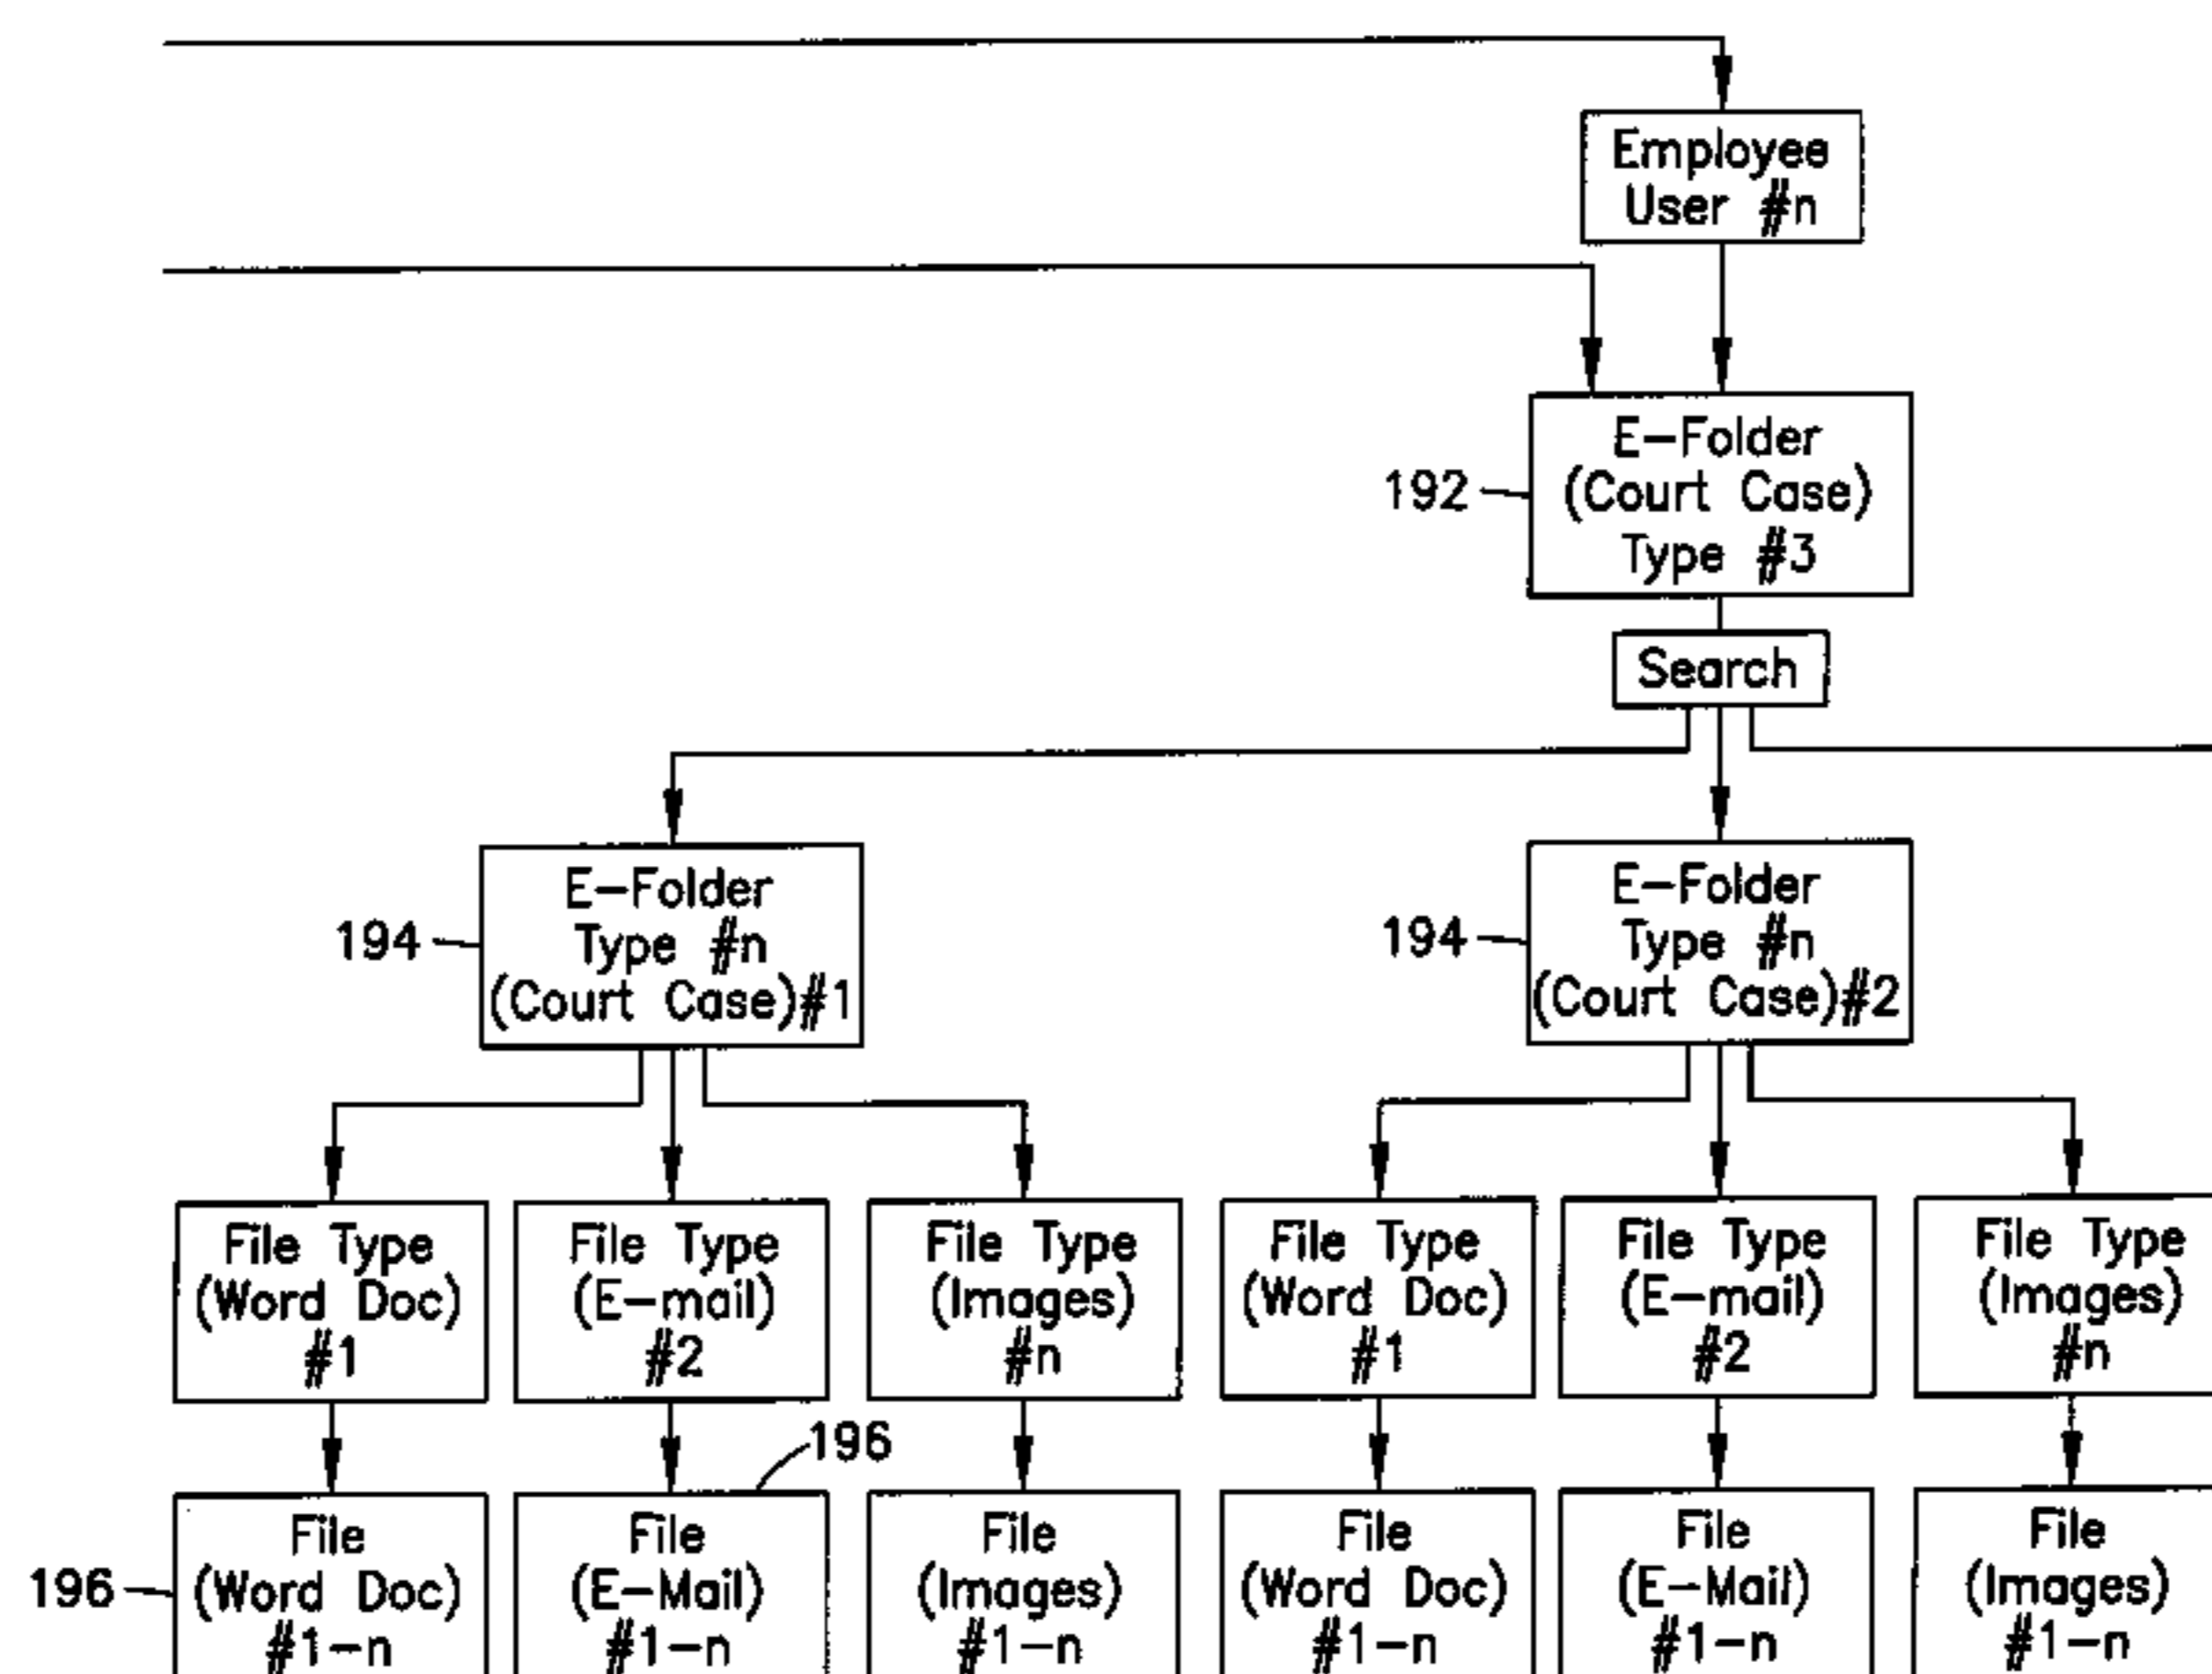 Employee
User #n
192
E-Folder
(Court Case)
Type #3
Search
194
E-Folder
Type #n
(Court Case)#1
194
E-Folder
Type #n
(Court Case)#2
File Type
(Word Doc)
#1
File Type
(E-mail)
#2
File Type
(Images)
#n
File Type
(Word Doc)
#1
File Type
(E-mail)
#2
File Type
(Images)
#n
196
196
File
(Word Doc)
#1-n
File
(E-Mail)
#1-n
File
(Images)
#1-n
File
(Word Doc)
#1-n
File
(E-Mail)
#1-n
File
(Images)
#1-n